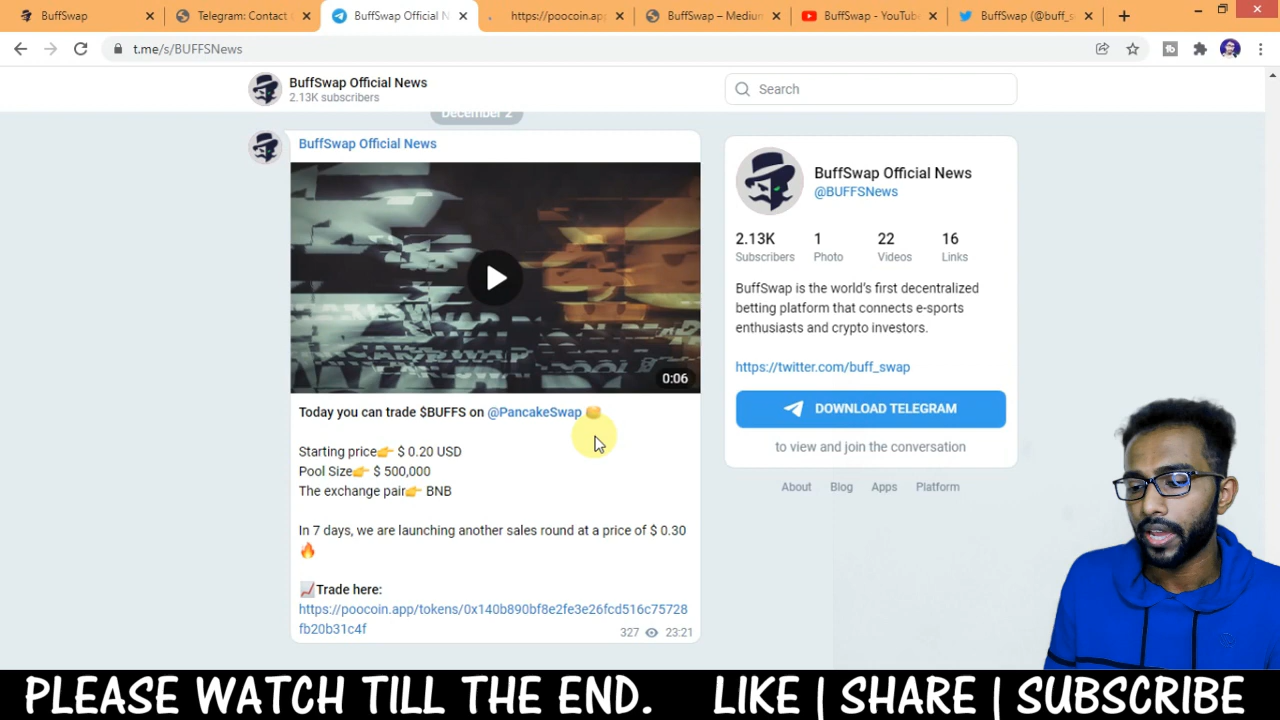 BuffSwap
Telegram: Contact
BuffSwap Official N
https://poocoin.ap
BuffSwap – Medium
BuffSwap - YouTube
BuffSwap (@buff_s
t.me/s/BUFFSNews
BuffSwap Official News
2.13K subscribers
Search
December 2
BuffSwap Official News
0:06
Today you can trade $BUFFS on @PancakeSwap
Starting price👉 $ 0.20 USD
Pool Size👉 $ 500,000
The exchange pair👉 BNB
In 7 days, we are launching another sales round at a price of $ 0.30
🔥
📈Trade here:
https://poocoin.app/tokens/0x140b890bf8e2fe3e26fcd516c75728
fb20b31c4f
327 23:21
BuffSwap Official News
@BUFFSNews
2.13K 1 22 16
Subscribers Photo Videos Links
BuffSwap is the world's first decentralized
betting platform that connects e-sports
enthusiasts and crypto investors.
https://twitter.com/buff_swap
DOWNLOAD TELEGRAM
to view and join the conversation
About Blog Apps Platform
PLEASE WATCH TILL THE END. LIKE | SHARE | SUBSCRIBE